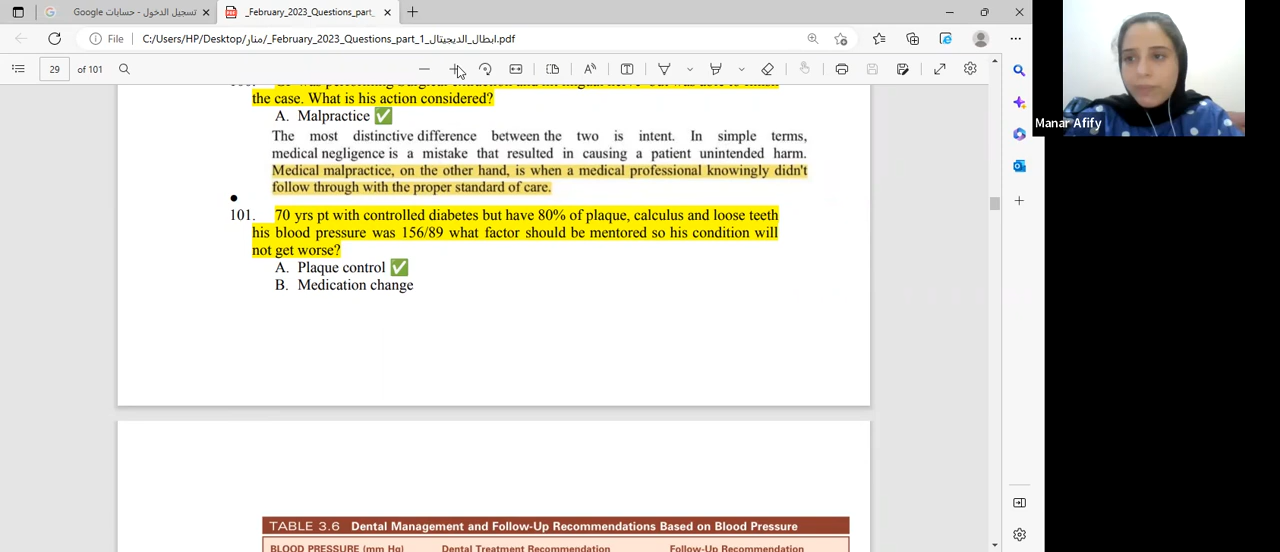 تسجيل الدخول - حسابات Google
_February_2023_Questions_part_
File
C:/Users/HP/Desktop/منار/_February_2023_Questions_part_1_ابطال_الديجيتال.pdf
29 of 101
Manar Afify
the case. What is his action considered?
A. Malpractice ✅
The most distinctive difference between the two is intent. In simple terms,
medical negligence is a mistake that resulted in causing a patient unintended harm.
Medical malpractice, on the other hand, is when a medical professional knowingly didn't
follow through with the proper standard of care.
101. 70 yrs pt with controlled diabetes but have 80% of plaque, calculus and loose teeth
his blood pressure was 156/89 what factor should be mentored so his condition will
not get worse?
A. Plaque control ✅
B. Medication change
TABLE 3.6 Dental Management and Follow-Up Recommendations Based on Blood Pressure
BLOOD PRESSURE (mm Hg) Dental Treatment Recommendation Follow-Up Recommendation